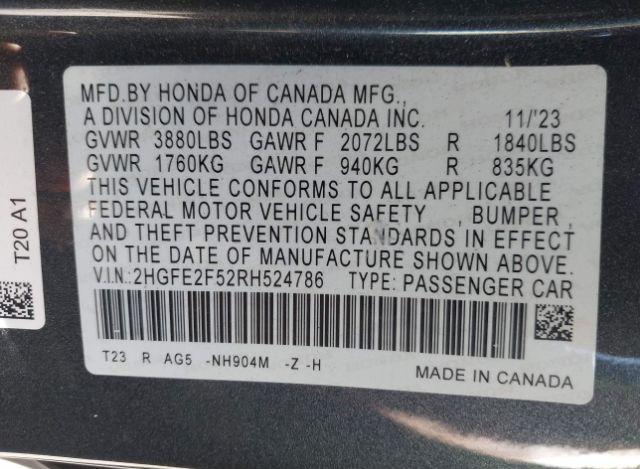 MFD.BY HONDA OF CANADA MFG.,
A DIVISION OF HONDA CANADA INC. 11/'23
GVWR 3880LBS GAWR F 2072LBS R 1840LBS
GVWR 1760KG GAWR F 940KG R 835KG
THIS VEHICLE CONFORMS TO ALL APPLICABLE
FEDERAL MOTOR VEHICLE SAFETY , BUMPER ,
AND THEFT PREVENTION STANDARDS IN EFFECT
ON THE DATE OF MANUFACTURE SHOWN ABOVE.
V.I.N:2HGFE2F52RH524786 TYPE: PASSENGER CAR
T23 R AG5 -NH904M -Z -H
MADE IN CANADA
T20 A1